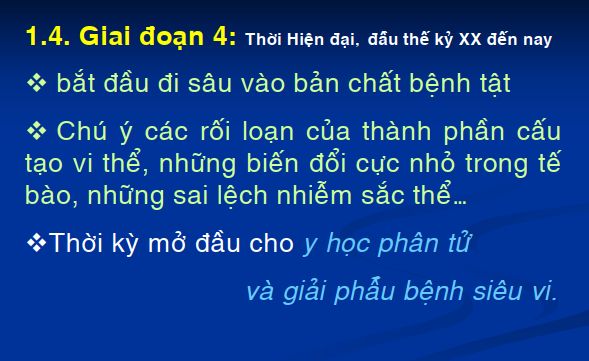 1.4. Giai đoạn 4: Thời Hiện đại, đầu thế kỷ XX đến nay
❖ bắt đầu đi sâu vào bản chất bệnh tật
❖ Chú ý các rối loạn của thành phần cấu
tạo vi thể, những biến đổi cực nhỏ trong tế
bào, những sai lệch nhiễm sắc thể…
❖Thời kỳ mở đầu cho y học phân tử
và giải phẫu bệnh siêu vi.